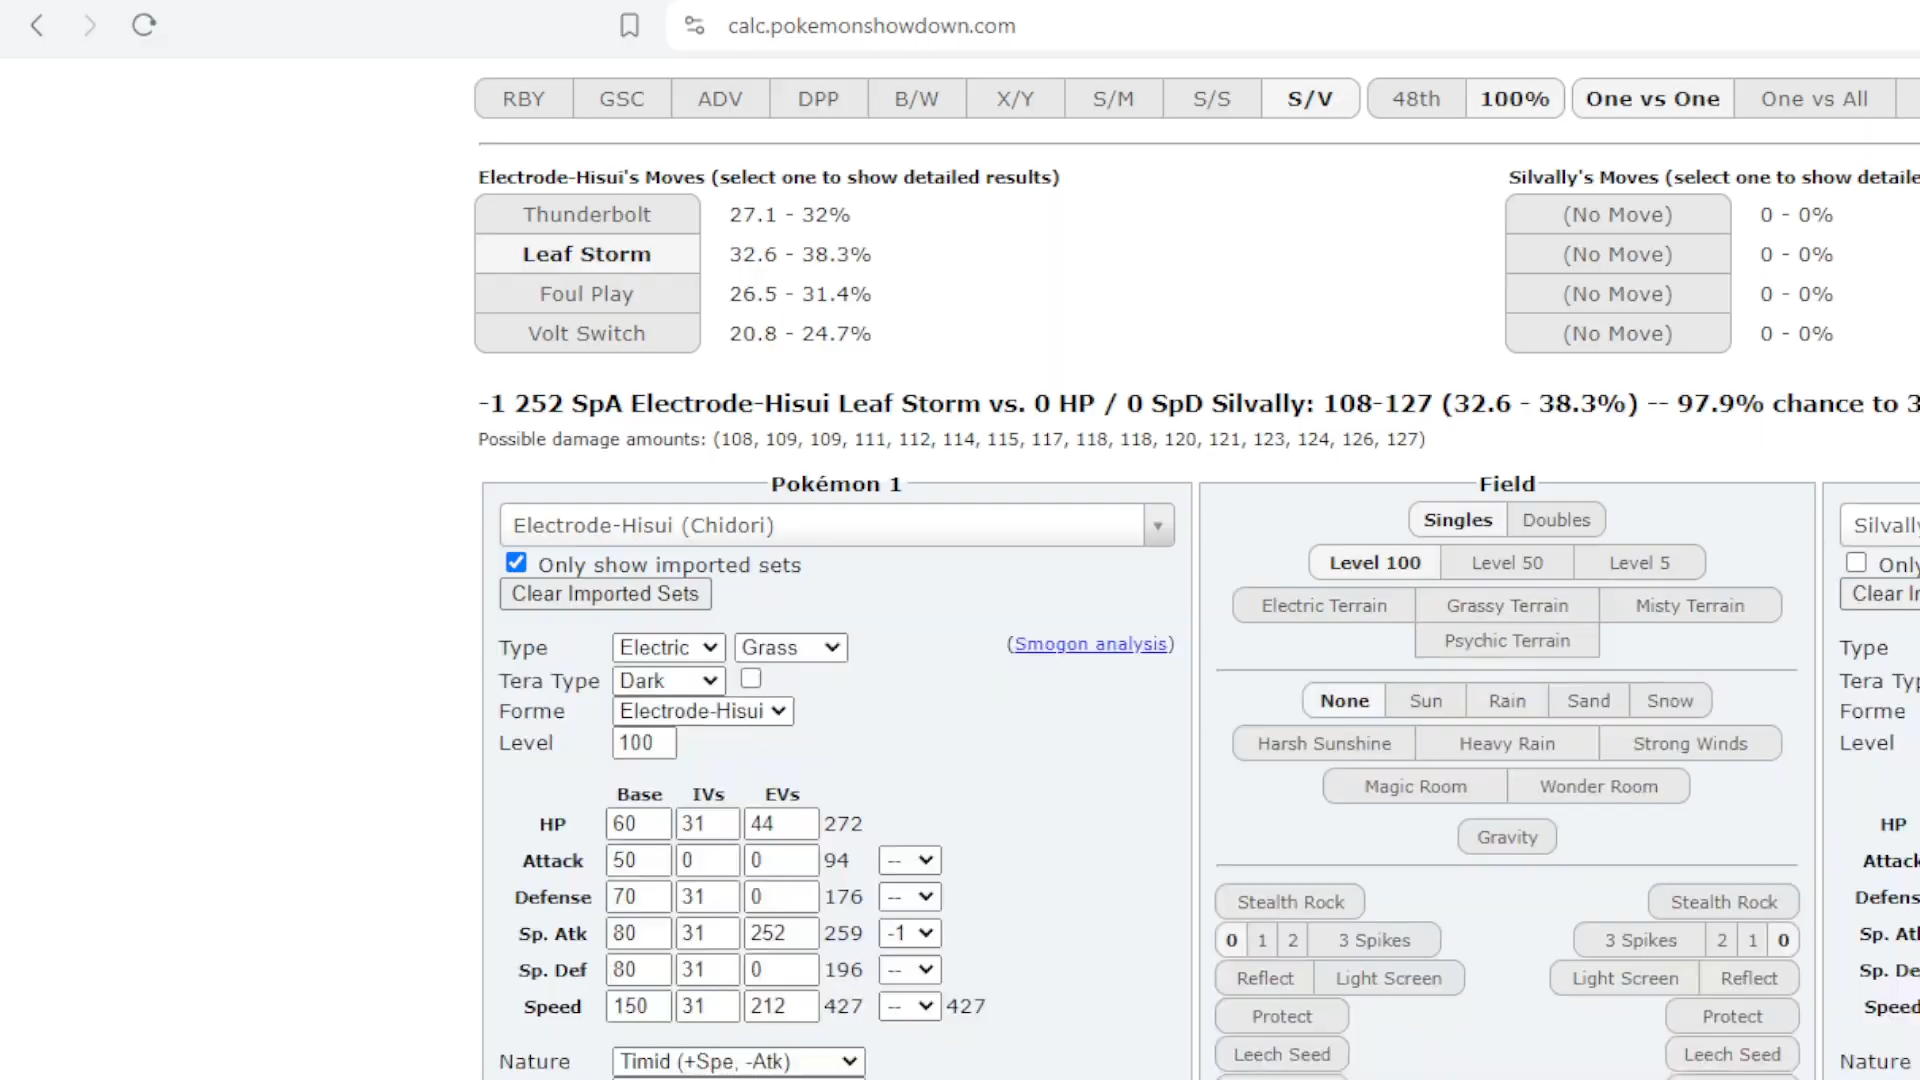 calc.pokemonshowdown.com
RBY GSC ADV DPP B/W X/Y S/M S/S S/V 48th 100% One vs One One vs All
Electrode-Hisui's Moves (select one to show detailed results)
Thunderbolt 27.1 - 32%
Leaf Storm 32.6 - 38.3%
Foul Play 26.5 - 31.4%
Volt Switch 20.8 - 24.7%
Silvally's Moves (select one to show detaile
(No Move) 0 - 0%
(No Move) 0 - 0%
(No Move) 0 - 0%
(No Move) 0 - 0%
-1 252 SpA Electrode-Hisui Leaf Storm vs. 0 HP / 0 SpD Silvally: 108-127 (32.6 - 38.3%) -- 97.9% chance to 3
Possible damage amounts: (108, 109, 109, 111, 112, 114, 115, 117, 118, 118, 120, 121, 123, 124, 126, 127)
Pokémon 1
Electrode-Hisui (Chidori)
Only show imported sets
Clear Imported Sets
(Smogon analysis)
Type Electric Grass
Tera Type Dark
Forme Electrode-Hisui
Level 100
Base IVs EVs
HP 60 31 44 272
Attack 50 0 0 94 --
Defense 70 31 0 176 --
Sp. Atk 80 31 252 259 -1
Sp. Def 80 31 0 196 --
Speed 150 31 212 427 -- 427
Nature Timid (+Spe, -Atk)
Field
Singles Doubles
Level 100 Level 50 Level 5
Electric Terrain Grassy Terrain Misty Terrain
Psychic Terrain
None Sun Rain Sand Snow
Harsh Sunshine Heavy Rain Strong Winds
Magic Room Wonder Room
Gravity
Stealth Rock Stealth Rock
0 1 2 3 Spikes 3 Spikes 2 1 0
Reflect Light Screen Light Screen Reflect
Protect Protect
Leech Seed Leech Seed
Silvally
Only
Clear Ir
Type
Tera Typ
Forme
Level
HP
Attack
Defens
Sp. Atl
Sp. De
Speed
Nature